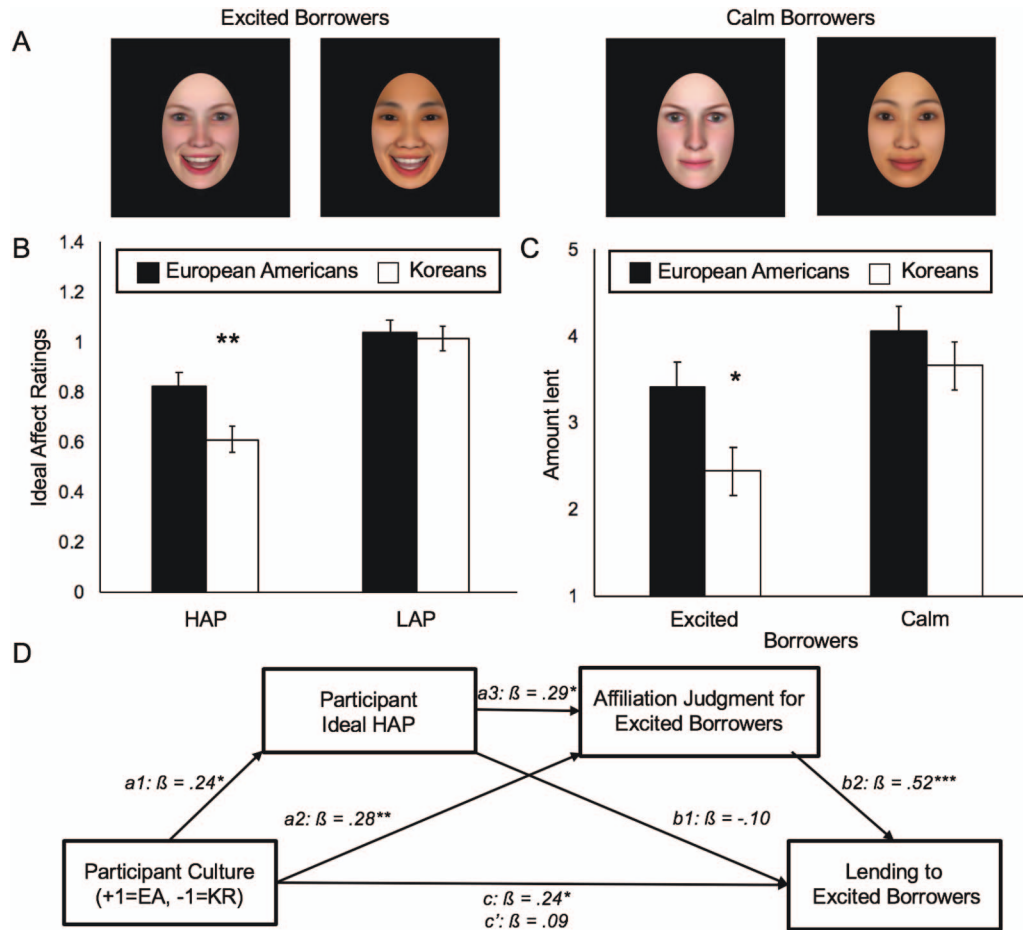 Excited Borrowers
Calm Borrowers
A
B
European Americans Koreans
Ideal Affect Ratings
1.4
1.2
1
0.8
0.6
0.4
0.2
0
**
HAP
LAP
C
European Americans Koreans
Amount lent
5
4
3
2
1
*
Excited
Calm
Borrowers
D
Participant
Ideal HAP
a3: ß = .29*
Affiliation Judgment for
Excited Borrowers
a1: ß = .24*
a2: ß = .28**
b1: ß = -.10
b2: ß = .52***
Participant Culture
(+1=EA, -1=KR)
c: ß = .24*
c': ß = .09
Lending to
Excited Borrowers